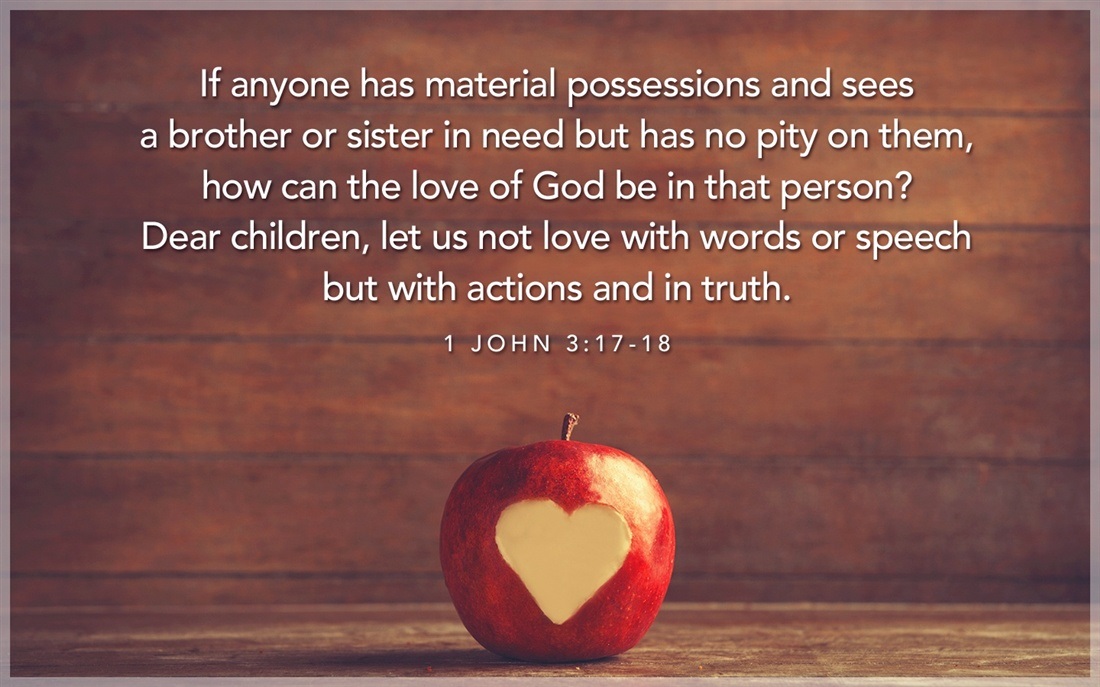 If anyone has material possessions and sees
a brother or sister in need but has no pity on them,
how can the love of God be in that person?
Dear children, let us not love with words or speech
but with actions and in truth.
1 JOHN 3:17-18